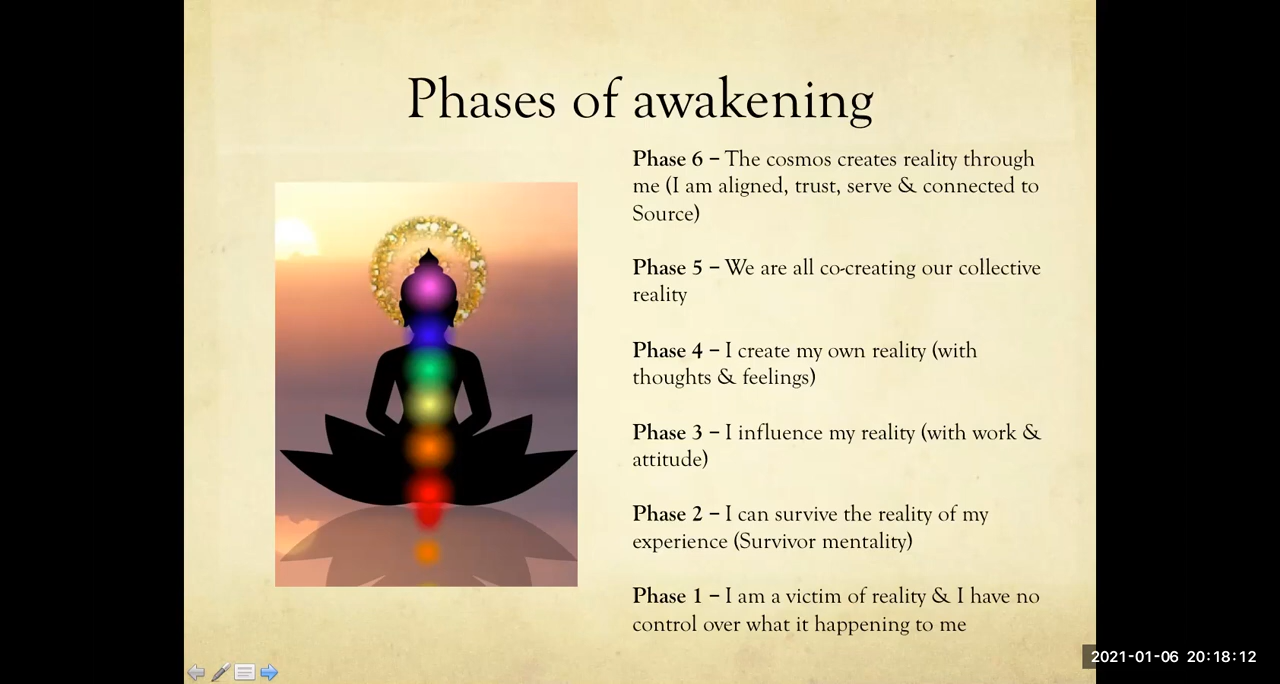 Phases of awakening
Phase 6 – The cosmos creates reality through
me (I am aligned, trust, serve & connected to
Source)
Phase 5 – We are all co-creating our collective
reality
Phase 4 – I create my own reality (with
thoughts & feelings)
Phase 3 – I influence my reality (with work &
attitude)
Phase 2 – I can survive the reality of my
experience (Survivor mentality)
Phase 1 – I am a victim of reality & I have no
control over what it happening to me
2021-01-06 20:18:12